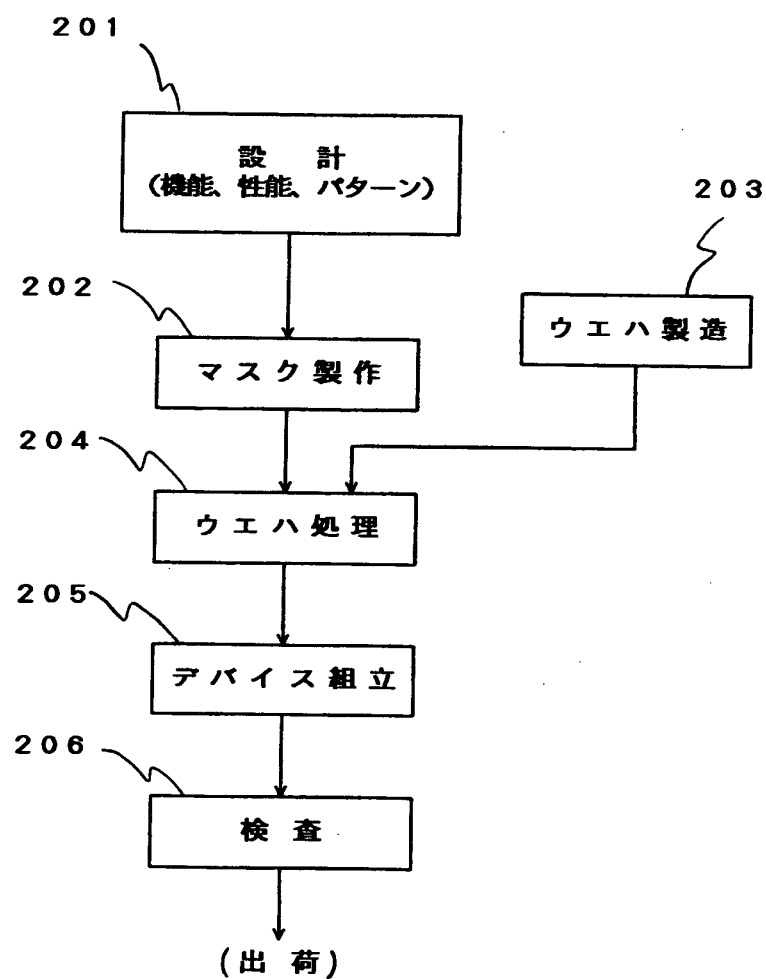 201
設計
(機能、性能、パターン)
203
202
ウエハ製造
マスク製作
204
ウエハ処理
205
デバイス組立
206
検査
(出荷)